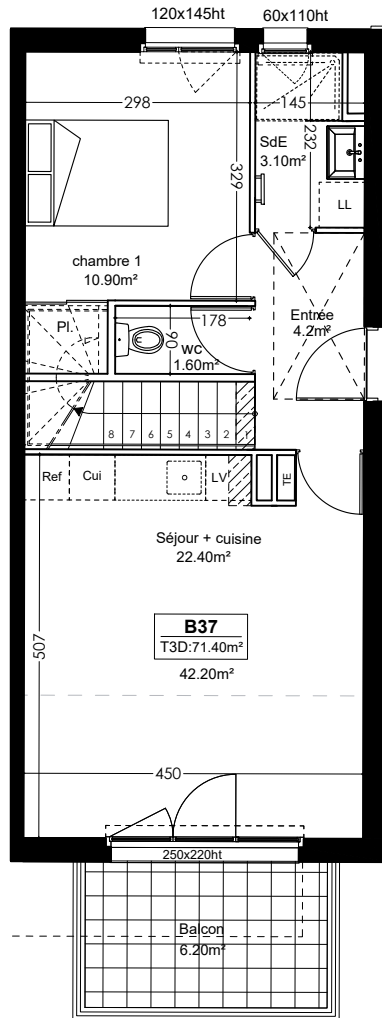 120x145ht
60x110ht
298
145
SdE
3.10m²
232
329
LL
chambre 1
10.90m²
Entrée
4.2m²
Pl.
178
90
wc
1.60m²
8 7 6 5 4 3 2 1
Ref
Cui
LV
TE
Séjour + cuisine
22.40m²
B37
T3D:71.40m²
42.20m²
507
450
250x220ht
Balcon
6.20m²